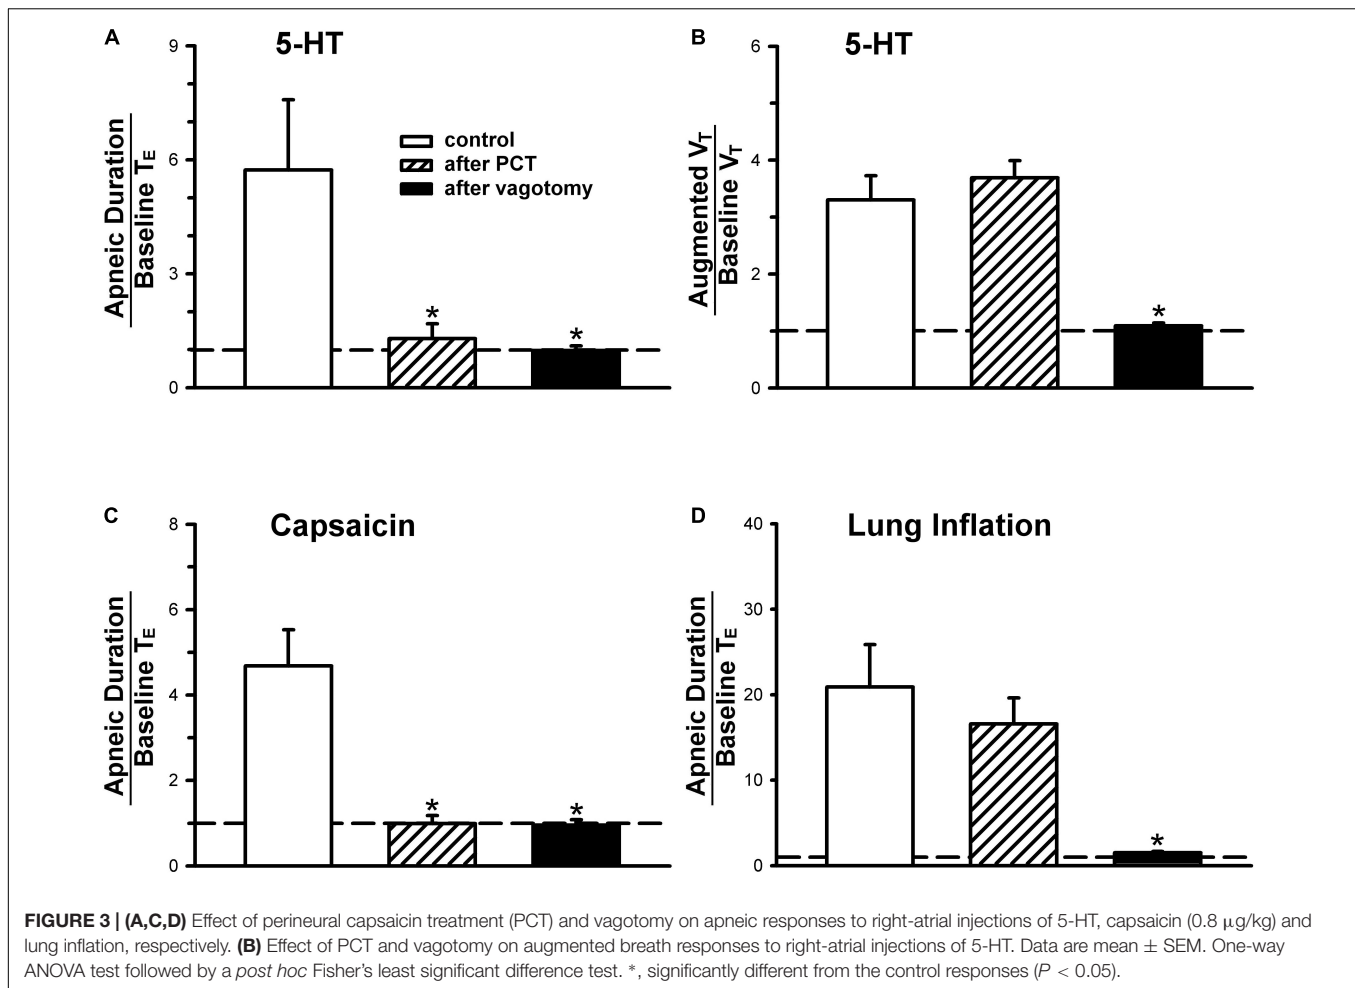 A
5-HT
9
6
3
0
Apneic Duration
Baseline TE
control
after PCT
after vagotomy
*
*
B
5-HT
6
4
2
0
Augmented VT
Baseline VT
*
C
Capsaicin
8
6
4
2
0
Apneic Duration
Baseline TE
*
*
D
Lung Inflation
40
30
20
10
0
Apneic Duration
Baseline TE
*
FIGURE 3 | (A,C,D) Effect of perineural capsaicin treatment (PCT) and vagotomy on apneic responses to right-atrial injections of 5-HT, capsaicin (0.8 μg/kg) and
lung inflation, respectively. (B) Effect of PCT and vagotomy on augmented breath responses to right-atrial injections of 5-HT. Data are mean ± SEM. One-way
ANOVA test followed by a post hoc Fisher's least significant difference test. *, significantly different from the control responses (P < 0.05).